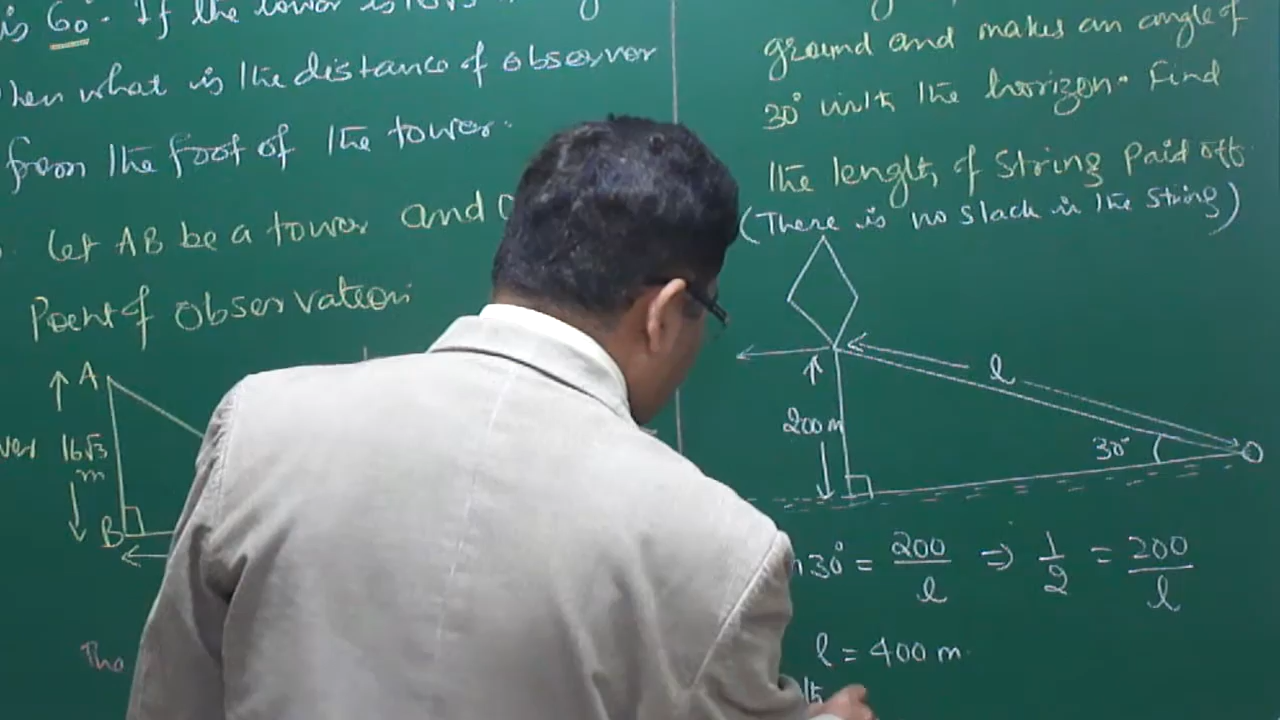 is 60°. If the tower is 16√3
then what is the distance of observer
from the foot of the tower.
Let AB be a tower and
Point of observation
A
16√3
m
B
Tha
ground and makes an angle of
30° with the horizon. Find
the length of string paid off
(There is no slack in the string)
l
200 m
30°
O
30° = 200/l ⇒ 1/2 = 200/l
l = 400 m.